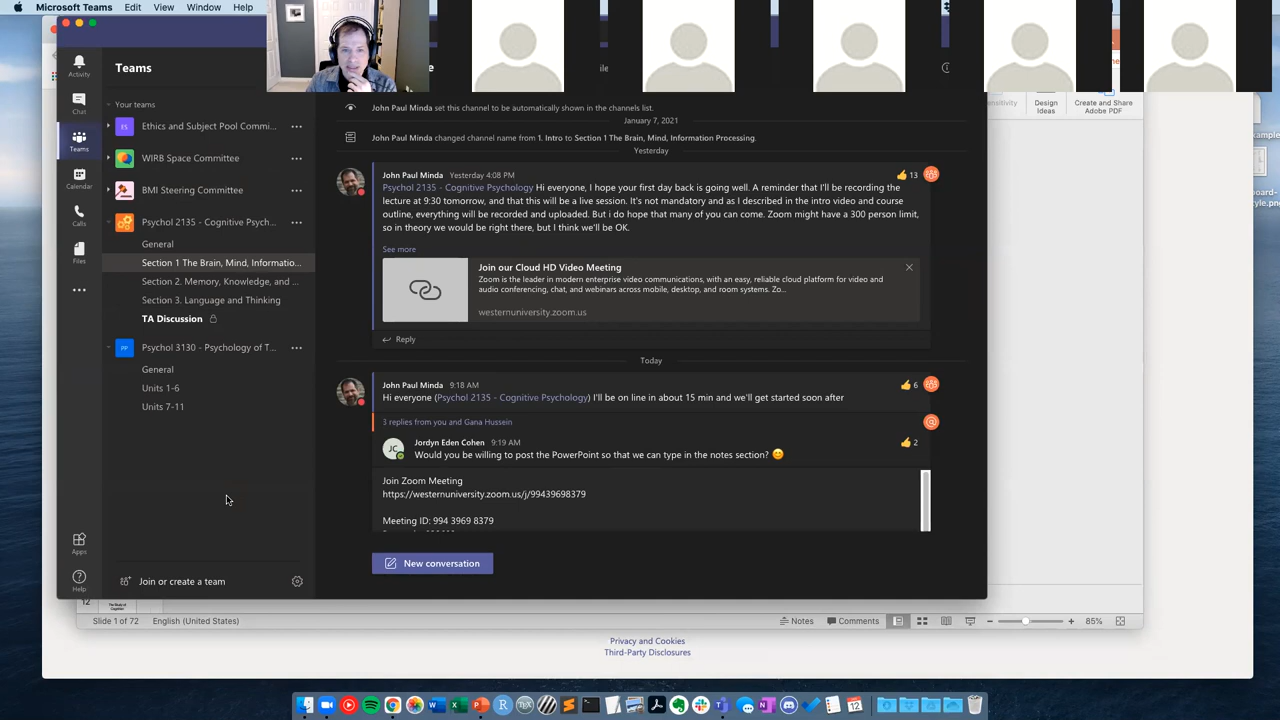 Microsoft Teams Edit View Window Help
Activity
Chat
Teams
Calendar
Calls
Files
Apps
Help
Teams
Your teams
ES Ethics and Subject Pool Commi...
WIRB Space Committee
BMI Steering Committee
Psychol 2135 - Cognitive Psych...
General
Section 1 The Brain, Mind, Informatio...
Section 2. Memory, Knowledge, and ...
Section 3. Language and Thinking
TA Discussion
PP Psychol 3130 - Psychology of T...
General
Units 1-6
Units 7-11
Join or create a team
John Paul Minda set this channel to be automatically shown in the channels list.
January 7, 2021
John Paul Minda changed channel name from 1. Intro to Section 1 The Brain, Mind, Information Processing.
Yesterday
John Paul Minda Yesterday 4:08 PM 13
Psychol 2135 - Cognitive Psychology Hi everyone, I hope your first day back is going well. A reminder that I'll be recording the
lecture at 9:30 tomorrow, and that this will be a live session. It's not mandatory and as I described in the intro video and course
outline, everything will be recorded and uploaded. But i do hope that many of you can come. Zoom might have a 300 person limit,
so in theory we would be right there, but I think we'll be OK.
See more
Join our Cloud HD Video Meeting
Zoom is the leader in modern enterprise video communications, with an easy, reliable cloud platform for video and
audio conferencing, chat, and webinars across mobile, desktop, and room systems. Zo...
westernuniversity.zoom.us
Reply
Today
John Paul Minda 9:18 AM 6
Hi everyone (Psychol 2135 - Cognitive Psychology) I'll be on line in about 15 min and we'll get started soon after
3 replies from you and Gana Hussein
JC Jordyn Eden Cohen 9:19 AM 2
Would you be willing to post the PowerPoint so that we can type in the notes section?
Join Zoom Meeting
https://westernuniversity.zoom.us/j/99439698379
Meeting ID: 994 3969 8379
New conversation
Design
Ideas
Create and Share
Adobe PDF
12
Slide 1 of 72 English (United States) Notes Comments 85%
Privacy and Cookies
Third-Party Disclosures